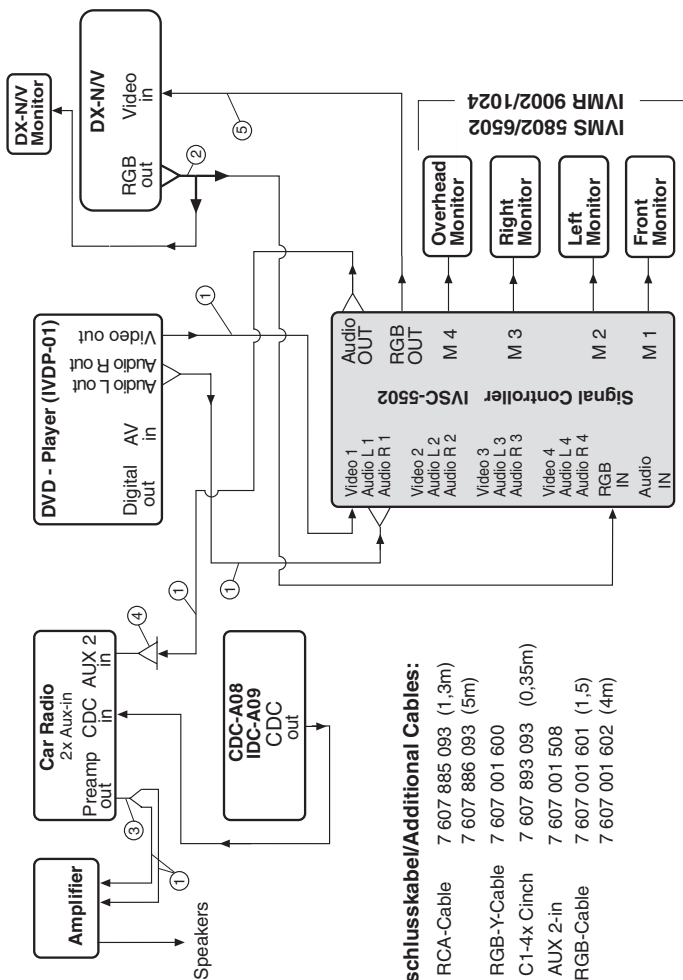 Amplifier
Speakers
Car Radio
2x Aux-in
Preamp out
CDC in
AUX 2 in
3
1
4
1
1
CDC-A08
IDC-A09
CDC
out
DVD - Player (IVDP-01)
Digital out
AV in
Audio L out
Audio R out
Video out
1
DX-N/V
Monitor
DX-N/V
RGB out
Video in
2
5
Signal Controller IVSC-5502
Video 1
Audio L 1
Audio R 1
Video 2
Audio L 2
Audio R 2
Video 3
Audio L 3
Audio R 3
Video 4
Audio L 4
Audio R 4
RGB
IN
Audio
IN
Audio
OUT
RGB
OUT
M 4
M 3
M 2
M 1
Overhead
Monitor
Right
Monitor
Left
Monitor
Front
Monitor
IVMS 5802/6502
IVMR 9002/1024
schlusskabel/Additional Cables:
RCA-Cable 7 607 885 093 (1,3m)
7 607 886 093 (5m)
RGB-Y-Cable 7 607 001 600
C1-4x Cinch 7 607 893 093 (0,35m)
AUX 2-in 7 607 001 508
RGB-Cable 7 607 001 601 (1,5)
7 607 001 602 (4m)